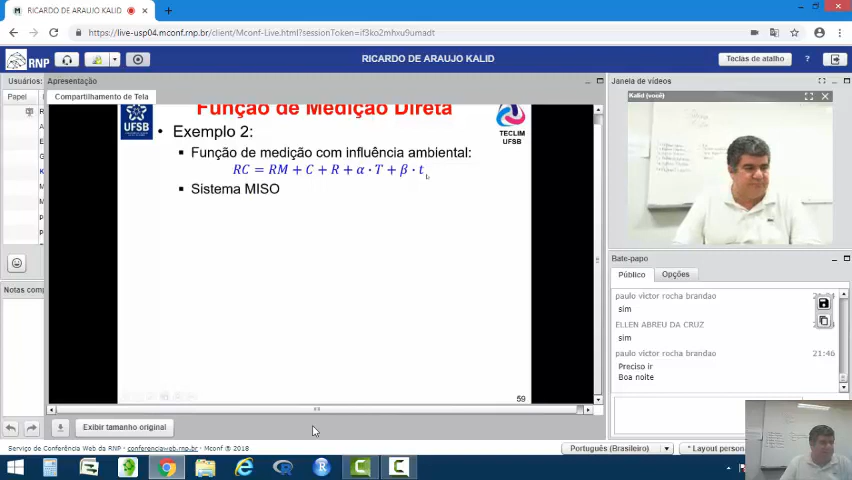 RICARDO DE ARAUJO KALID
https://live-usp04.mconf.rnp.br/client/Mconf-Live.html?sessionToken=if3ko2mhxu9umadt
RNP
RICARDO DE ARAUJO KALID
Teclas de atalho
?
Usuários:
Apresentação
Janela de vídeos
Papel
Compartilhamento de Tela
Kalid (você)
UFSB
Função de Medição Direta
TECLIM
UFSB
• Exemplo 2:
▪ Função de medição com influência ambiental:
RC = RM + C + R + α · T + β · t
▪ Sistema MISO
59
Notas compa
Exibir tamanho original
Bate-papo
Público
Opções
paulo victor rocha brandao
sim
ELLEN ABREU DA CRUZ
sim
paulo victor rocha brandao 21:46
Preciso ir
Boa noite
Serviço de Conferência Web da RNP - conferenciaweb.rnp.br - Mconf @ 2018
Português (Brasileiro)
* Layout person